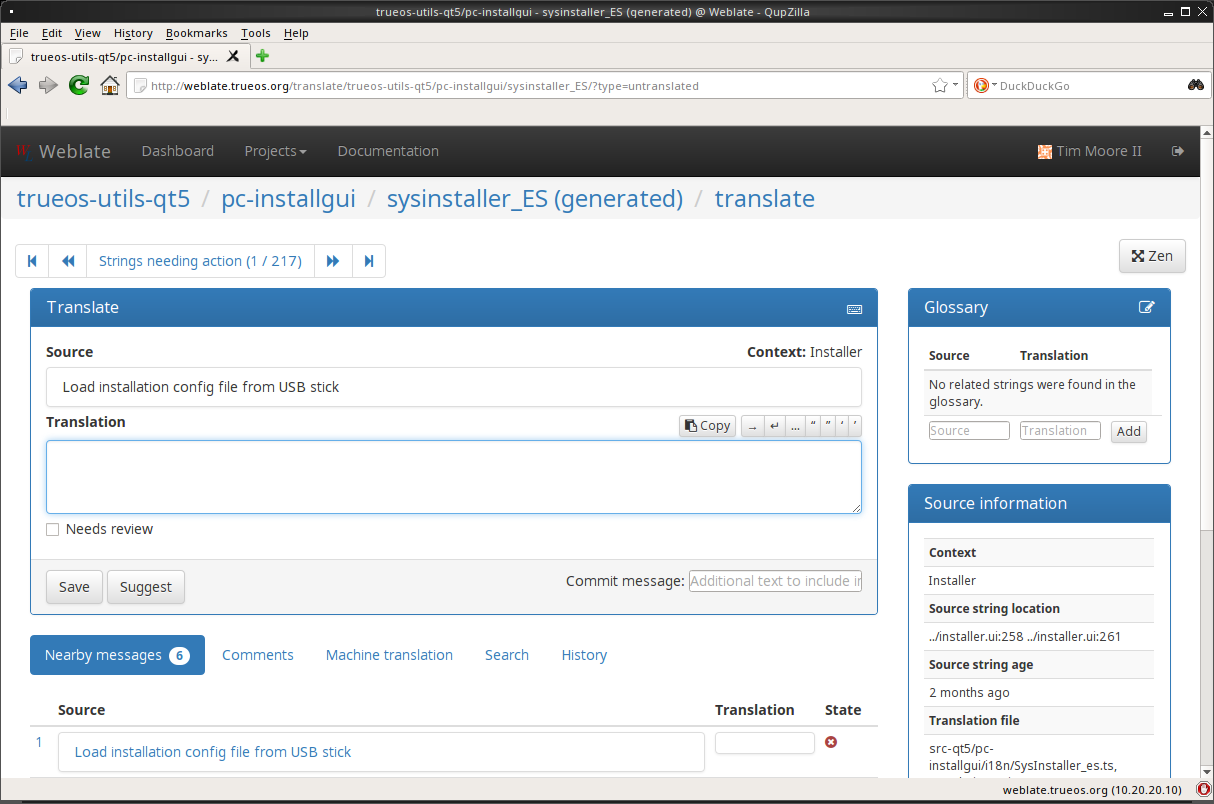 trueos-utils-qt5/pc-installgui - sysinstaller_ES (generated) @ Weblate - QupZilla
File Edit View History Bookmarks Tools Help
trueos-utils-qt5/pc-installgui - sy...
http://weblate.trueos.org/translate/trueos-utils-qt5/pc-installgui/sysinstaller_ES/?type=untranslated
DuckDuckGo
Weblate Dashboard Projects Documentation Tim Moore II
trueos-utils-qt5 / pc-installgui / sysinstaller_ES (generated) / translate
Strings needing action (1 / 217)
Zen
Translate
Source Context: Installer
Load installation config file from USB stick
Translation Copy → ↵ … “ ” ‘ ’
Needs review
Save Suggest Commit message: Additional text to include in
Glossary
Source Translation
No related strings were found in the
glossary.
Source Translation Add
Source information
Context
Installer
Source string location
../installer.ui:258 ../installer.ui:261
Source string age
2 months ago
Translation file
src-qt5/pc-
installgui/i18n/SysInstaller_es.ts,
Nearby messages 6 Comments Machine translation Search History
Source Translation State
1 Load installation config file from USB stick
weblate.trueos.org (10.20.20.10)